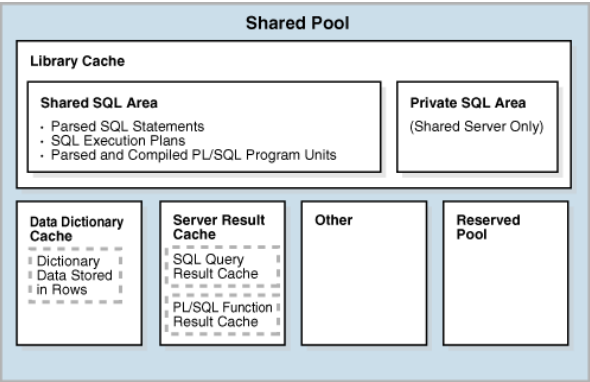 Shared Pool
Library Cache
Shared SQL Area
· Parsed SQL Statements
· SQL Execution Plans
· Parsed and Compiled PL/SQL Program Units
Private SQL Area
(Shared Server Only)
Data Dictionary
Cache
Dictionary
Data Stored
in Rows
Server Result
Cache
SQL Query
Result Cache
PL/SQL Function
Result Cache
Other
Reserved
Pool